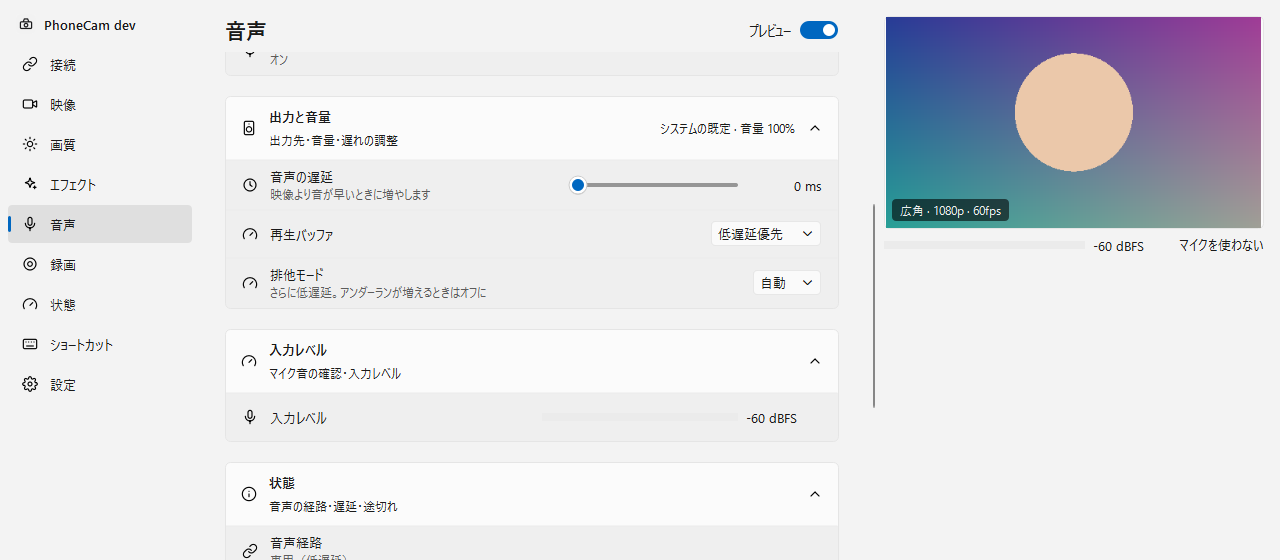 PhoneCam dev
接続
映像
画質
エフェクト
音声
録画
状態
ショートカット
設定
音声
プレビュー
オン
出力と音量
出力先・音量・遅れの調整
システムの既定 · 音量 100%
音声の遅延
映像より音が早いときに増やします
0 ms
再生バッファ
低遅延優先
排他モード
さらに低遅延。アンダーランが増えるときはオフに
自動
入力レベル
マイク音の確認・入力レベル
入力レベル
-60 dBFS
状態
音声の経路・遅延・途切れ
音声経路
専用（低遅延）
広角 · 1080p · 60fps
-60 dBFS
マイクを使わない